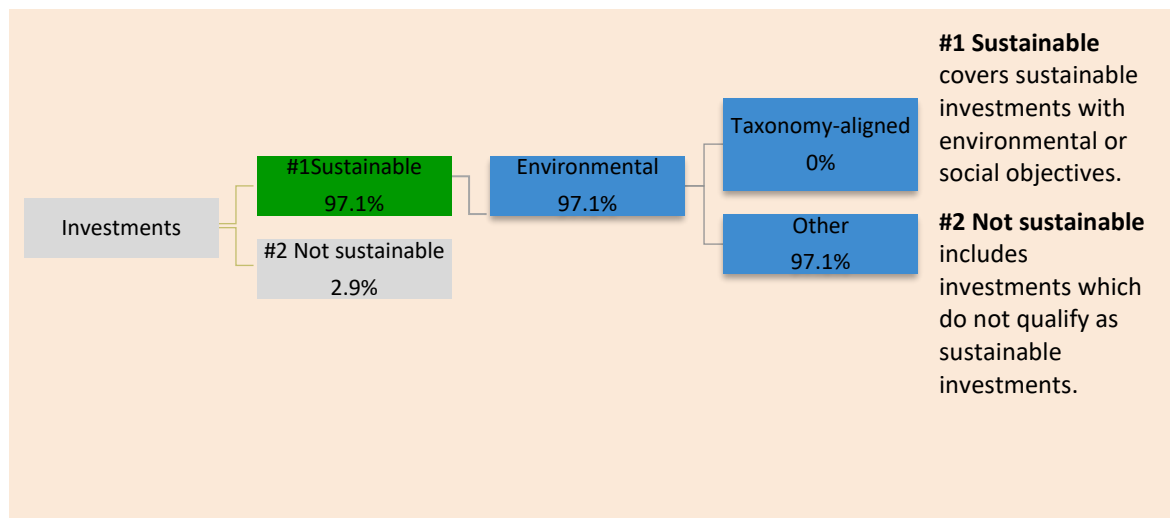 Investments
#1Sustainable
97.1%
#2 Not sustainable
2.9%
Environmental
97.1%
Taxonomy-aligned
0%
Other
97.1%
#1 Sustainable
covers sustainable
investments with
environmental or
social objectives.
#2 Not sustainable
includes
investments which
do not qualify as
sustainable
investments.